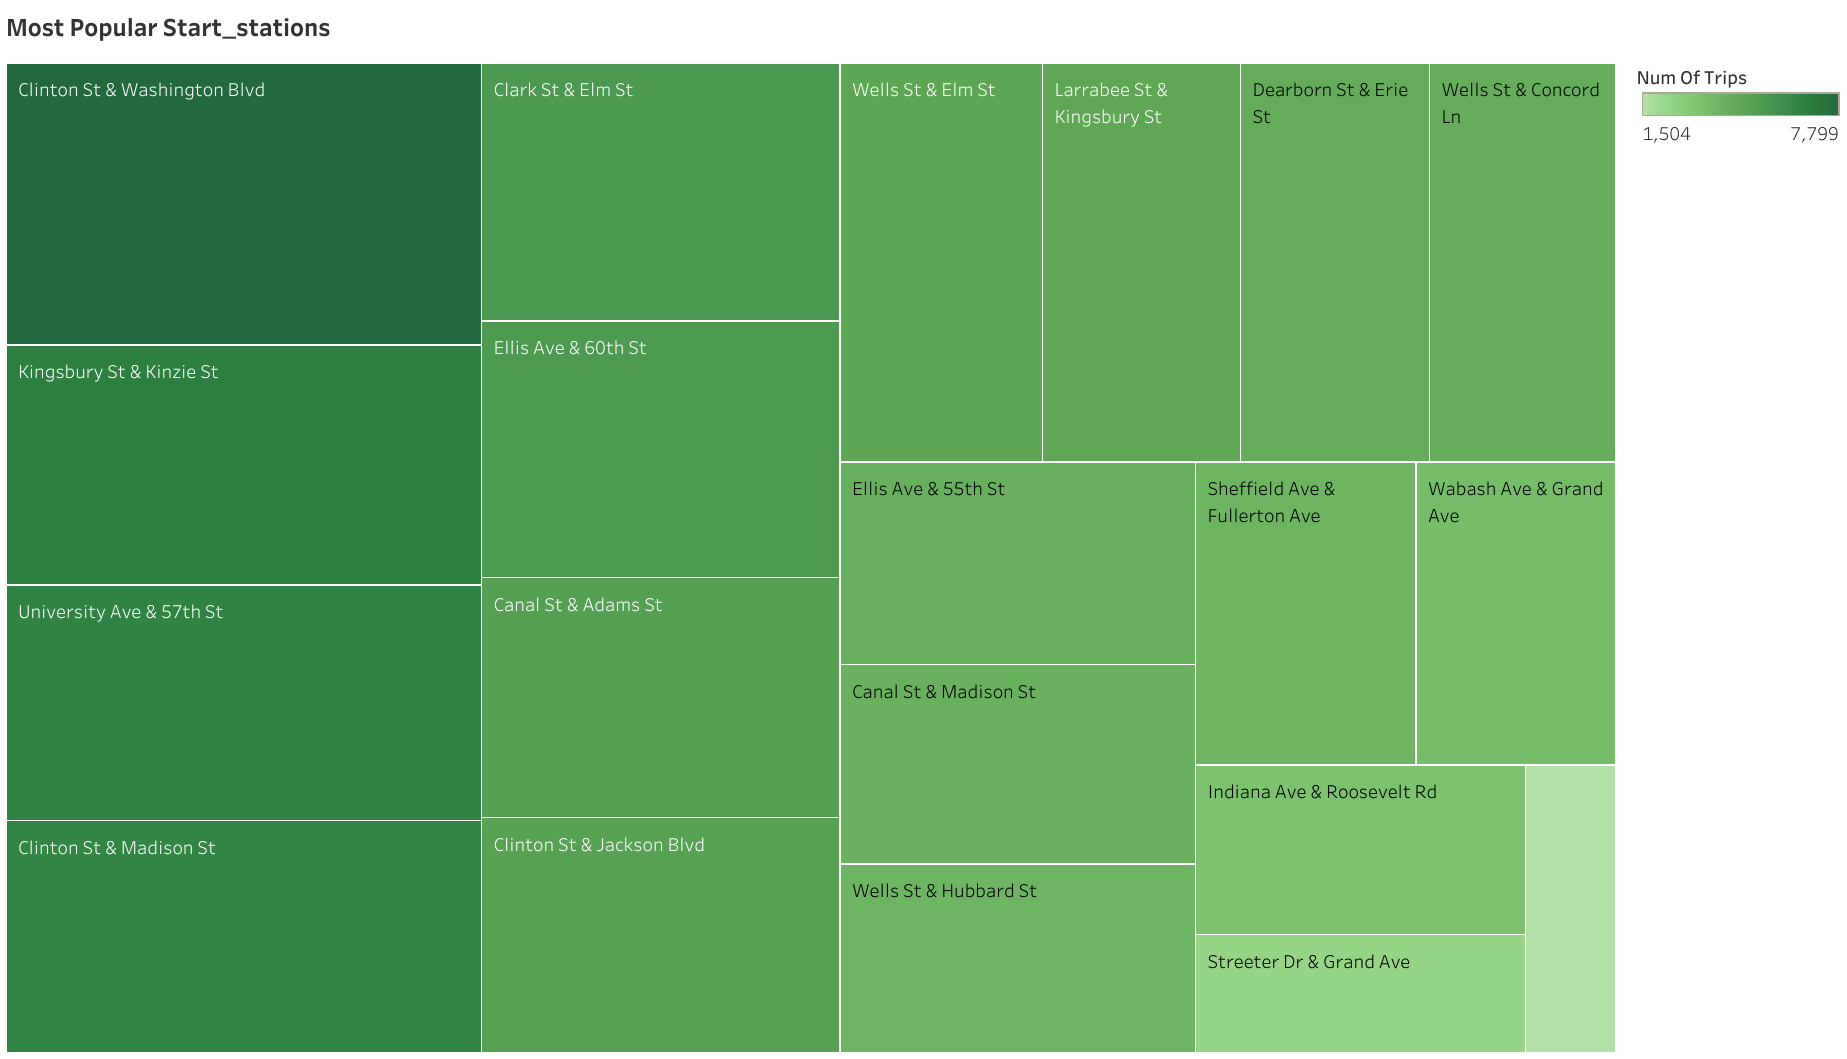 Most Popular Start_stations
Clinton St & Washington Blvd
Kingsbury St & Kinzie St
University Ave & 57th St
Clinton St & Madison St
Clark St & Elm St
Ellis Ave & 60th St
Canal St & Adams St
Clinton St & Jackson Blvd
Wells St & Elm St
Larrabee St &
Kingsbury St
Dearborn St & Erie
St
Wells St & Concord
Ln
Ellis Ave & 55th St
Canal St & Madison St
Wells St & Hubbard St
Sheffield Ave &
Fullerton Ave
Wabash Ave & Grand
Ave
Indiana Ave & Roosevelt Rd
Streeter Dr & Grand Ave
Num Of Trips
1,504 7,799